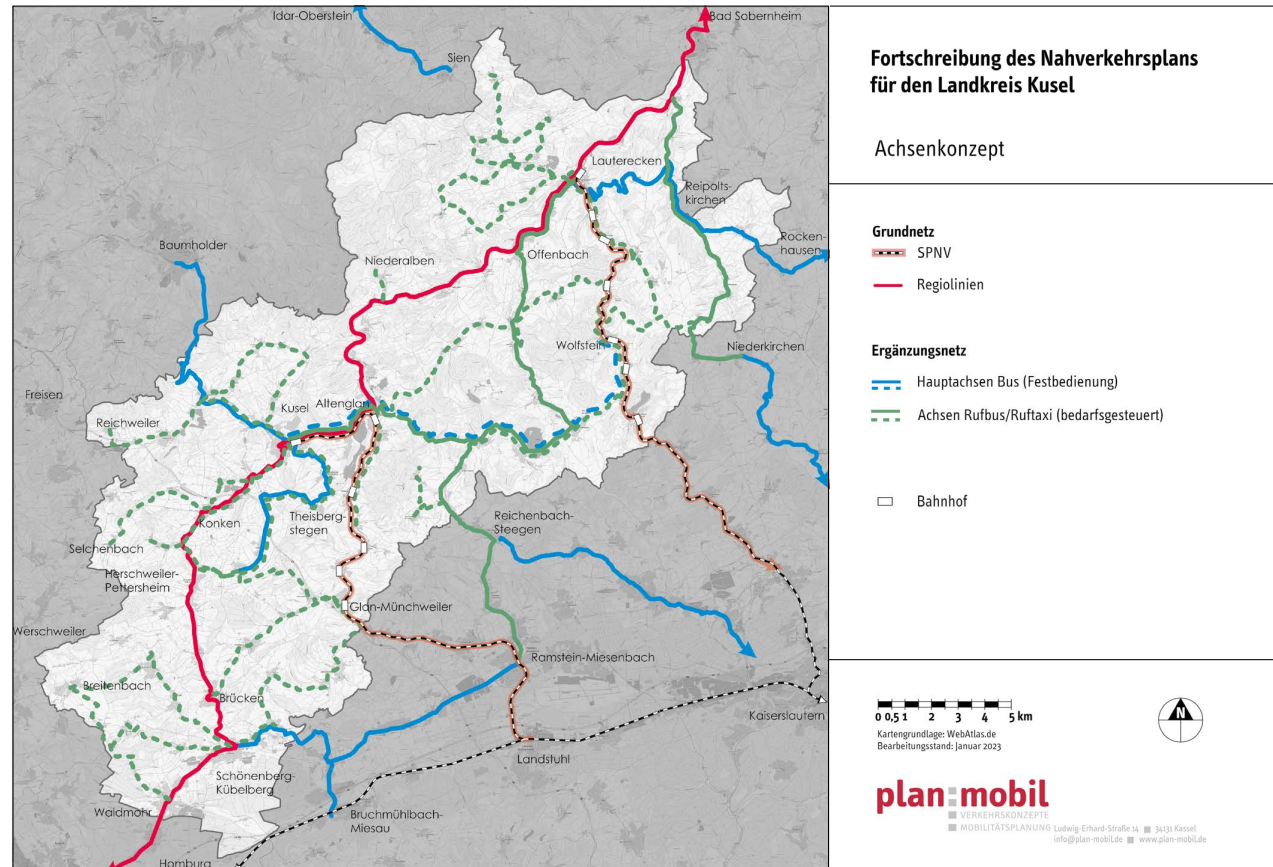 Idar-Oberstein
Bad Sobernheim
Sien
Lauterecken
Reipolts-
kirchen
Baumholder
Rocken-
hausen
Niederalben
Offenbach
Wolfstein
Niederkirchen
Freisen
Kusel
Altenglan
Reichweiler
Theisberg-
stegen
Reichenbach-
Steegen
Konken
Selchenbach
Herschweiler-
Pettersheim
Glan-Münchweiler
Werschweiler
Ramstein-Miesenbach
Breitenbach
Brücken
Kaiserslautern
Landstuhl
Schönenberg-
Kübelberg
Waldmohr
Bruchmühlbach-
Miesau
Homburg
Fortschreibung des Nahverkehrsplans
für den Landkreis Kusel
Achsenkonzept
Grundnetz
SPNV
Regiolinien
Ergänzungsnetz
Hauptachsen Bus (Festbedienung)
Achsen Rufbus/Ruftaxi (bedarfsgesteuert)
Bahnhof
0 0,5 1 2 3 4 5 km
Kartengrundlage: WebAtlas.de
Bearbeitungsstand: Januar 2023
N
plan:mobil
VERKEHRSKONZEPTE
MOBILITÄTSPLANUNG
Ludwig-Erhard-Straße 14 34131 Kassel
info@plan-mobil.de www.plan-mobil.de